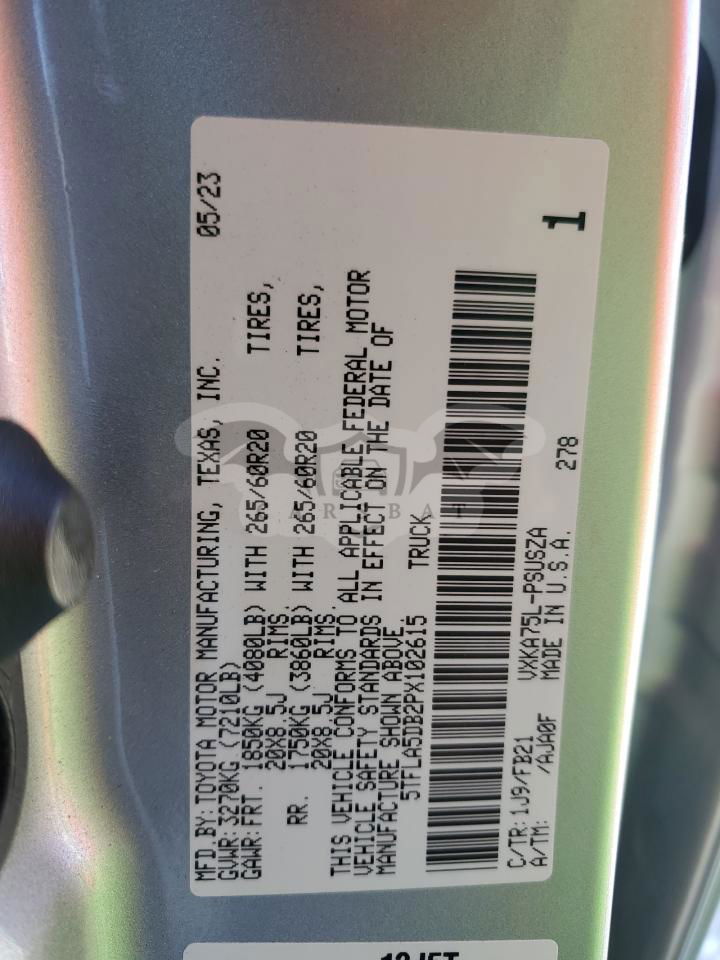 MFD BY: TOYOTA MOTOR MANUFACTURING, TEXAS, INC. 05/23
GVWR: 3270KG (7210LB)
GAWR: FRT. 1850KG (4080LB) WITH 265/60R20 TIRES,
20X8.5J RIMS.
RR. 1750KG (3860LB) WITH 265/60R20 TIRES,
20X8.5J RIMS.
THIS VEHICLE CONFORMS TO ALL APPLICABLE FEDERAL MOTOR
VEHICLE SAFETY STANDARDS IN EFFECT ON THE DATE OF
MANUFACTURE SHOWN ABOVE.
5TFLA5DB2PX102615 TRUCK
C/TR: 1J9/FB21 VXKA75L-PSUSZA 278
A/TM: /AJA0F MADE IN U.S.A.
1